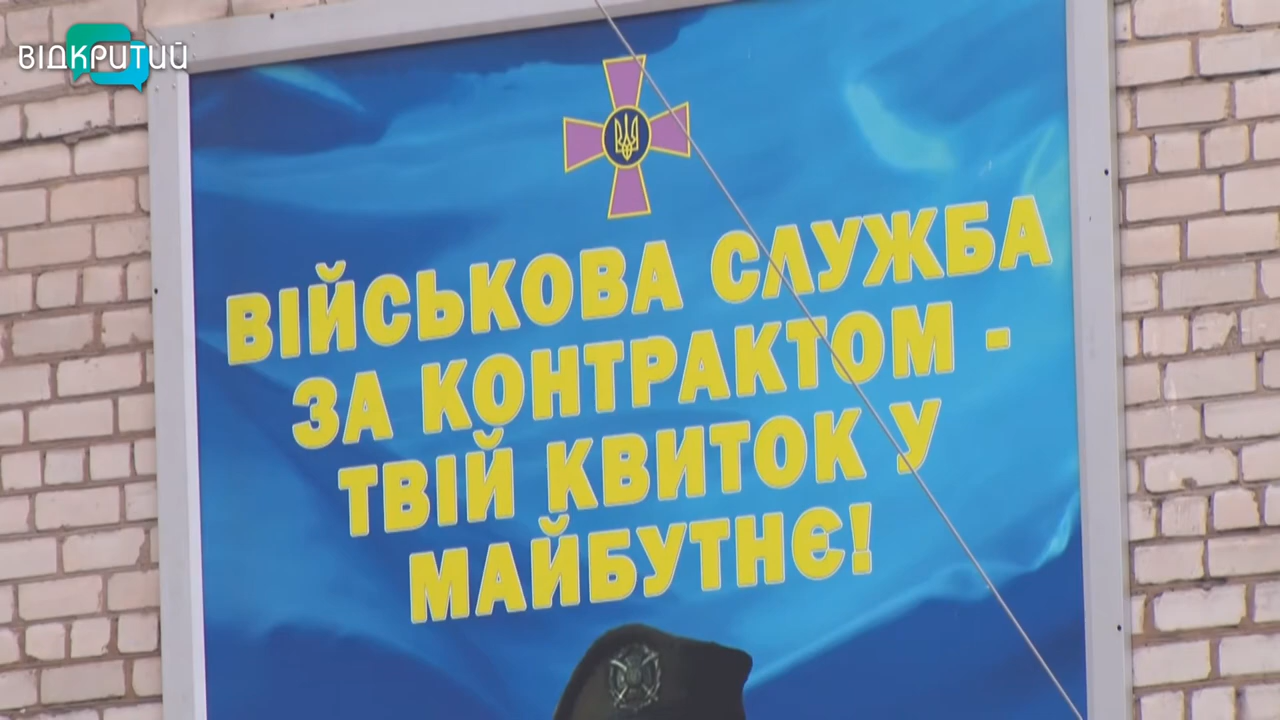 ВІДКРИТИЙ
ВІЙСЬКОВА СЛУЖБА
ЗА КОНТРАКТОМ -
ТВІЙ КВИТОК У
МАЙБУТНЄ!